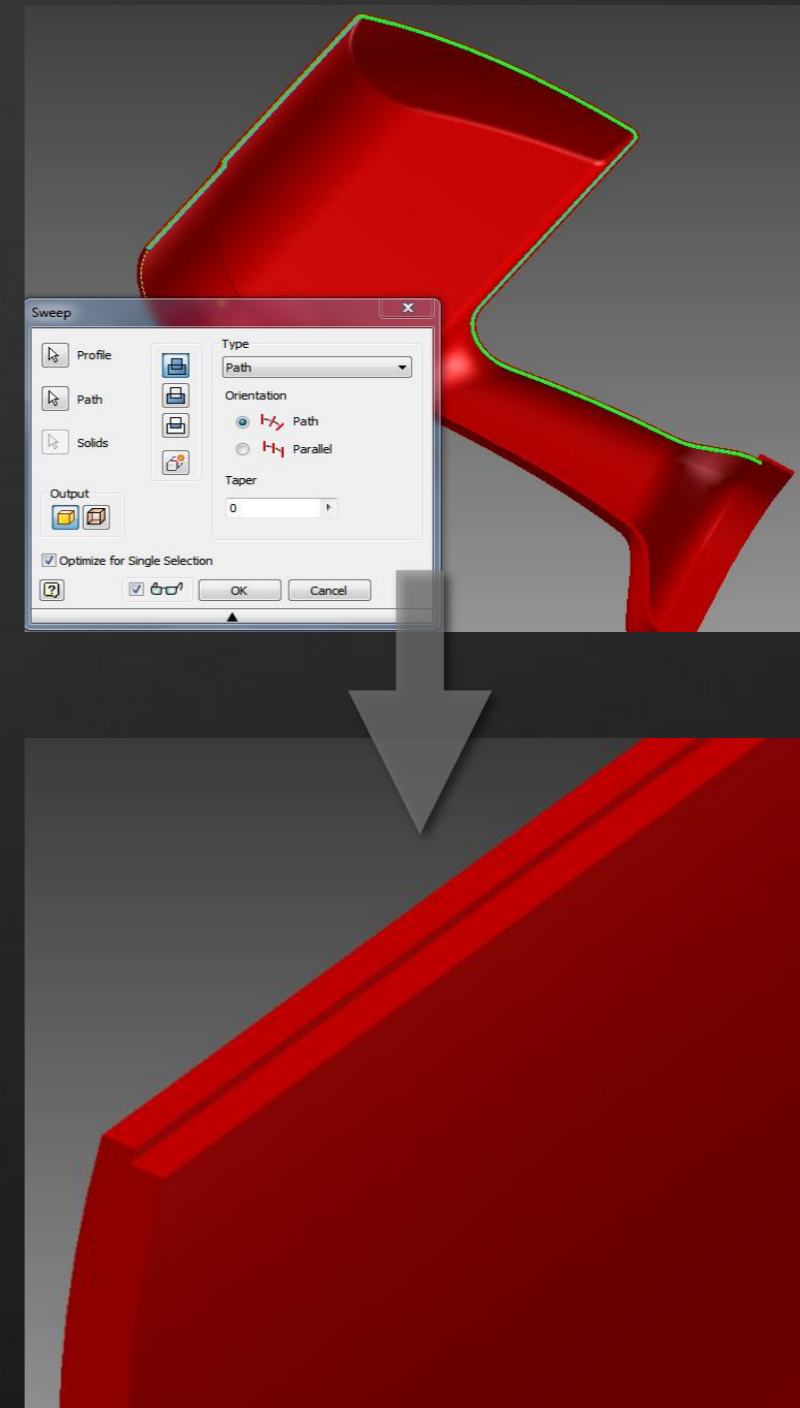 Sweep
Profile
Path
Solids
Output
Type
Path
Orientation
Path
Parallel
Taper
0
Optimize for Single Selection
OK
Cancel